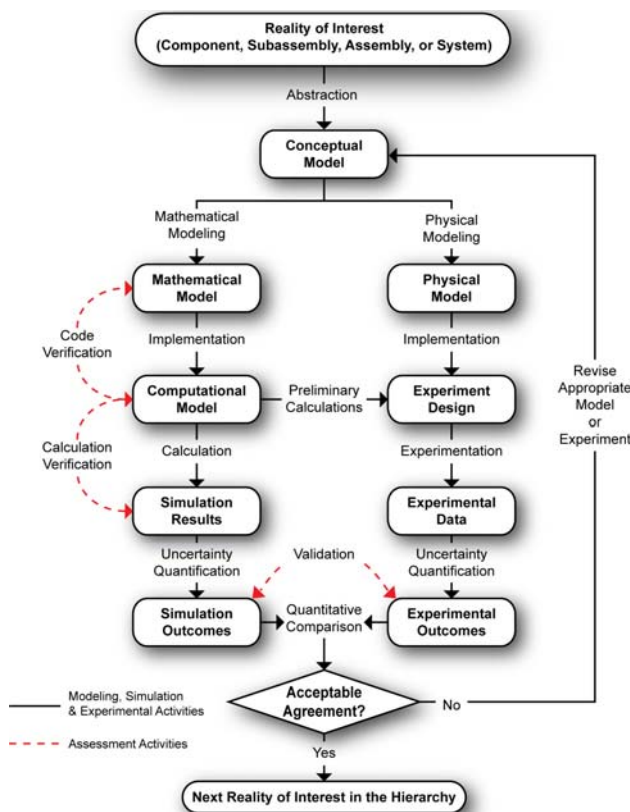 Reality of Interest
(Component, Subassembly, Assembly, or System)
Abstraction
Conceptual
Model
Mathematical
Modeling
Physical
Modeling
Mathematical
Model
Physical
Model
Code
Verification
Implementation
Implementation
Revise
Appropriate
Model
or
Experiment
Computational
Model
Preliminary
Calculations
Experiment
Design
Calculation
Verification
Calculation
Experimentation
Simulation
Results
Experimental
Data
Uncertainty
Quantification
Validation
Uncertainty
Quantification
Simulation
Outcomes
Quantitative
Comparison
Experimental
Outcomes
Acceptable
Agreement?
No
Modeling, Simulation
& Experimental Activities
Assessment Activities
Yes
Next Reality of Interest in the Hierarchy